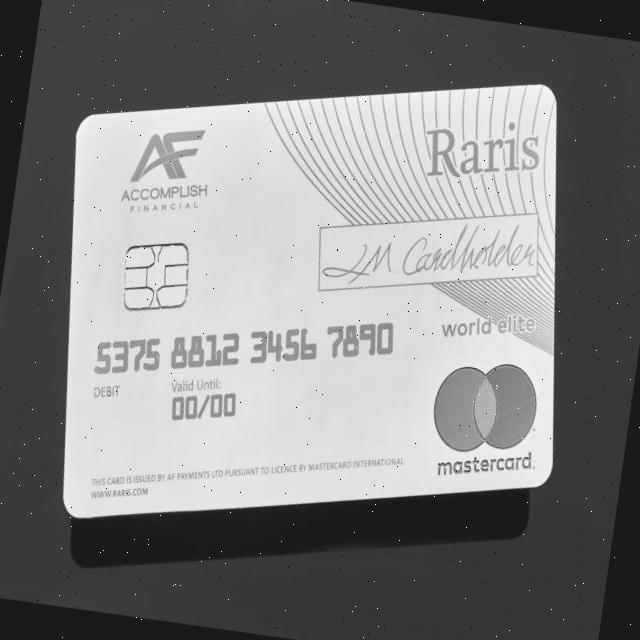 AF
ACCOMPLISH
FINANCIAL
Raris
J.M. Cardholder
world elite
5375 8812 3456 7890
DEBIT
Valid Until:
00/00
mastercard.
THIS CARD IS ISSUED BY AF PAYMENTS LTD PURSUANT TO LICENCE BY MASTERCARD INTERNATIONAL
WWW.RARIS.COM